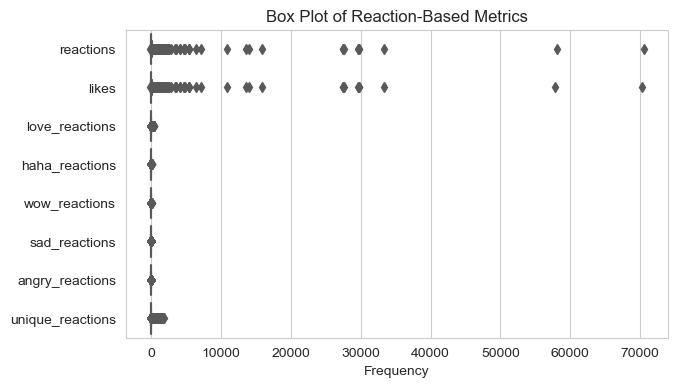 Box Plot of Reaction-Based Metrics
reactions
likes
love_reactions
haha_reactions
wow_reactions
sad_reactions
angry_reactions
unique_reactions
0 10000 20000 30000 40000 50000 60000 70000
Frequency